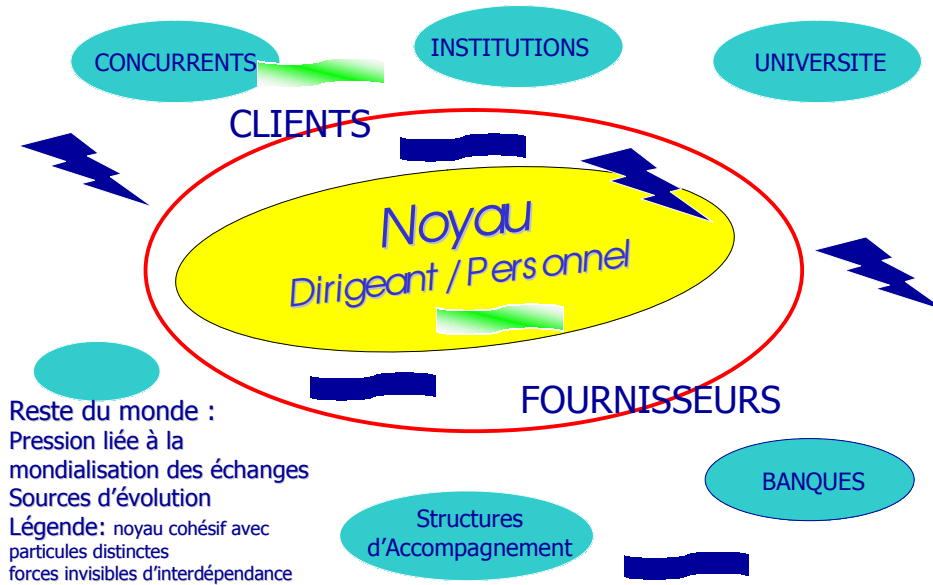 INSTITUTIONS
CONCURRENTS
UNIVERSITE
CLIENTS
Noyau
Dirigeant / Personnel
FOURNISSEURS
Reste du monde :
Pression liée à la
mondialisation des échanges
Sources d’évolution
Légende: noyau cohésif avec
particules distinctes
forces invisibles d’interdépendance
BANQUES
Structures
d’Accompagnement